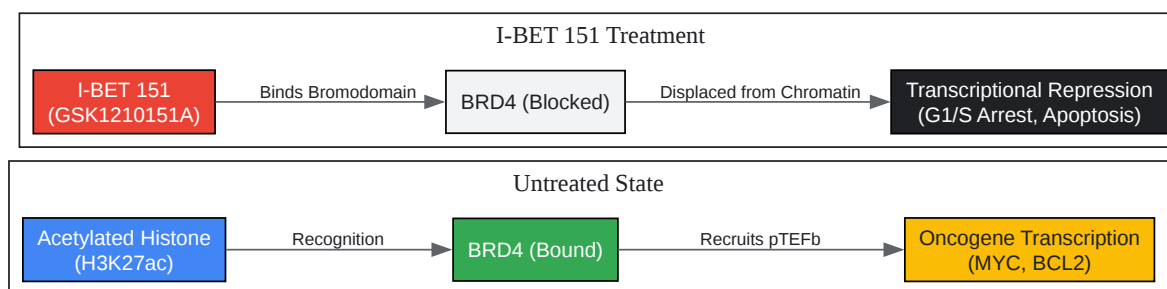 I-BET 151 Treatment
I-BET 151
(GSK1210151A)
Binds Bromodomain
BRD4 (Blocked)
Displaced from Chromatin
Transcriptional Repression
(G1/S Arrest, Apoptosis)
Untreated State
Acetylated Histone
(H3K27ac)
Recognition
BRD4 (Bound)
Recruits pTEFb
Oncogene Transcription
(MYC, BCL2)